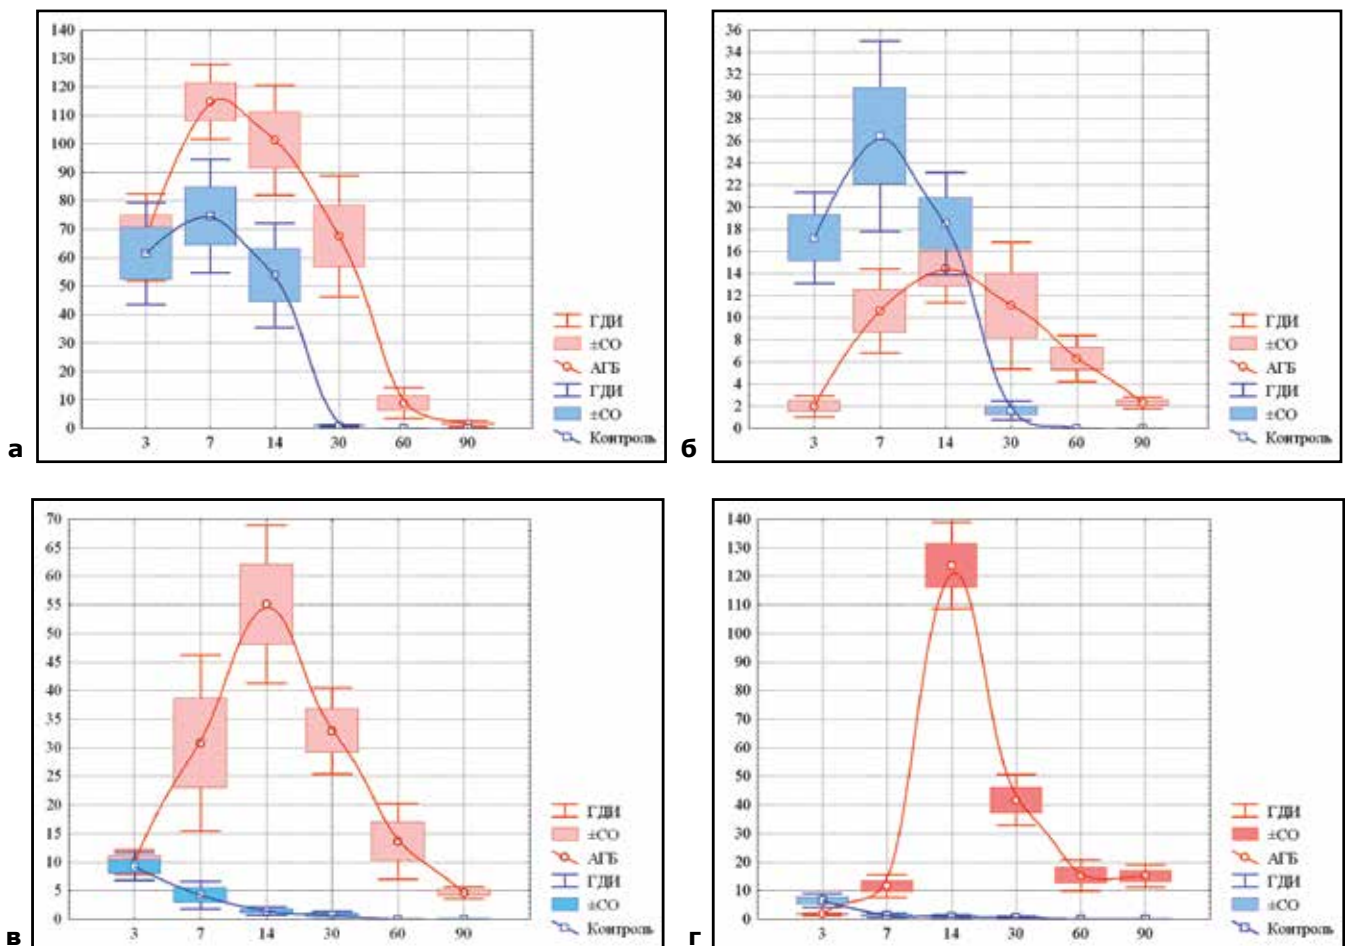 140
130
120
110
100
90
80
70
60
50
40
30
20
10
0
3 7 14 30 60 90
ГДИ
±СО
АГБ
ГДИ
±СО
Контроль
а
36
34
32
30
28
26
24
22
20
18
16
14
12
10
8
6
4
2
0
3 7 14 30 60 90
ГДИ
±СО
АГБ
ГДИ
±СО
Контроль
б
70
65
60
55
50
45
40
35
30
25
20
15
10
5
0
3 7 14 30 60 90
ГДИ
±СО
АГБ
ГДИ
±СО
Контроль
в
140
130
120
110
100
90
80
70
60
50
40
30
20
10
0
3 7 14 30 60 90
ГДИ
±СО
АГБ
ГДИ
±СО
Контроль
г